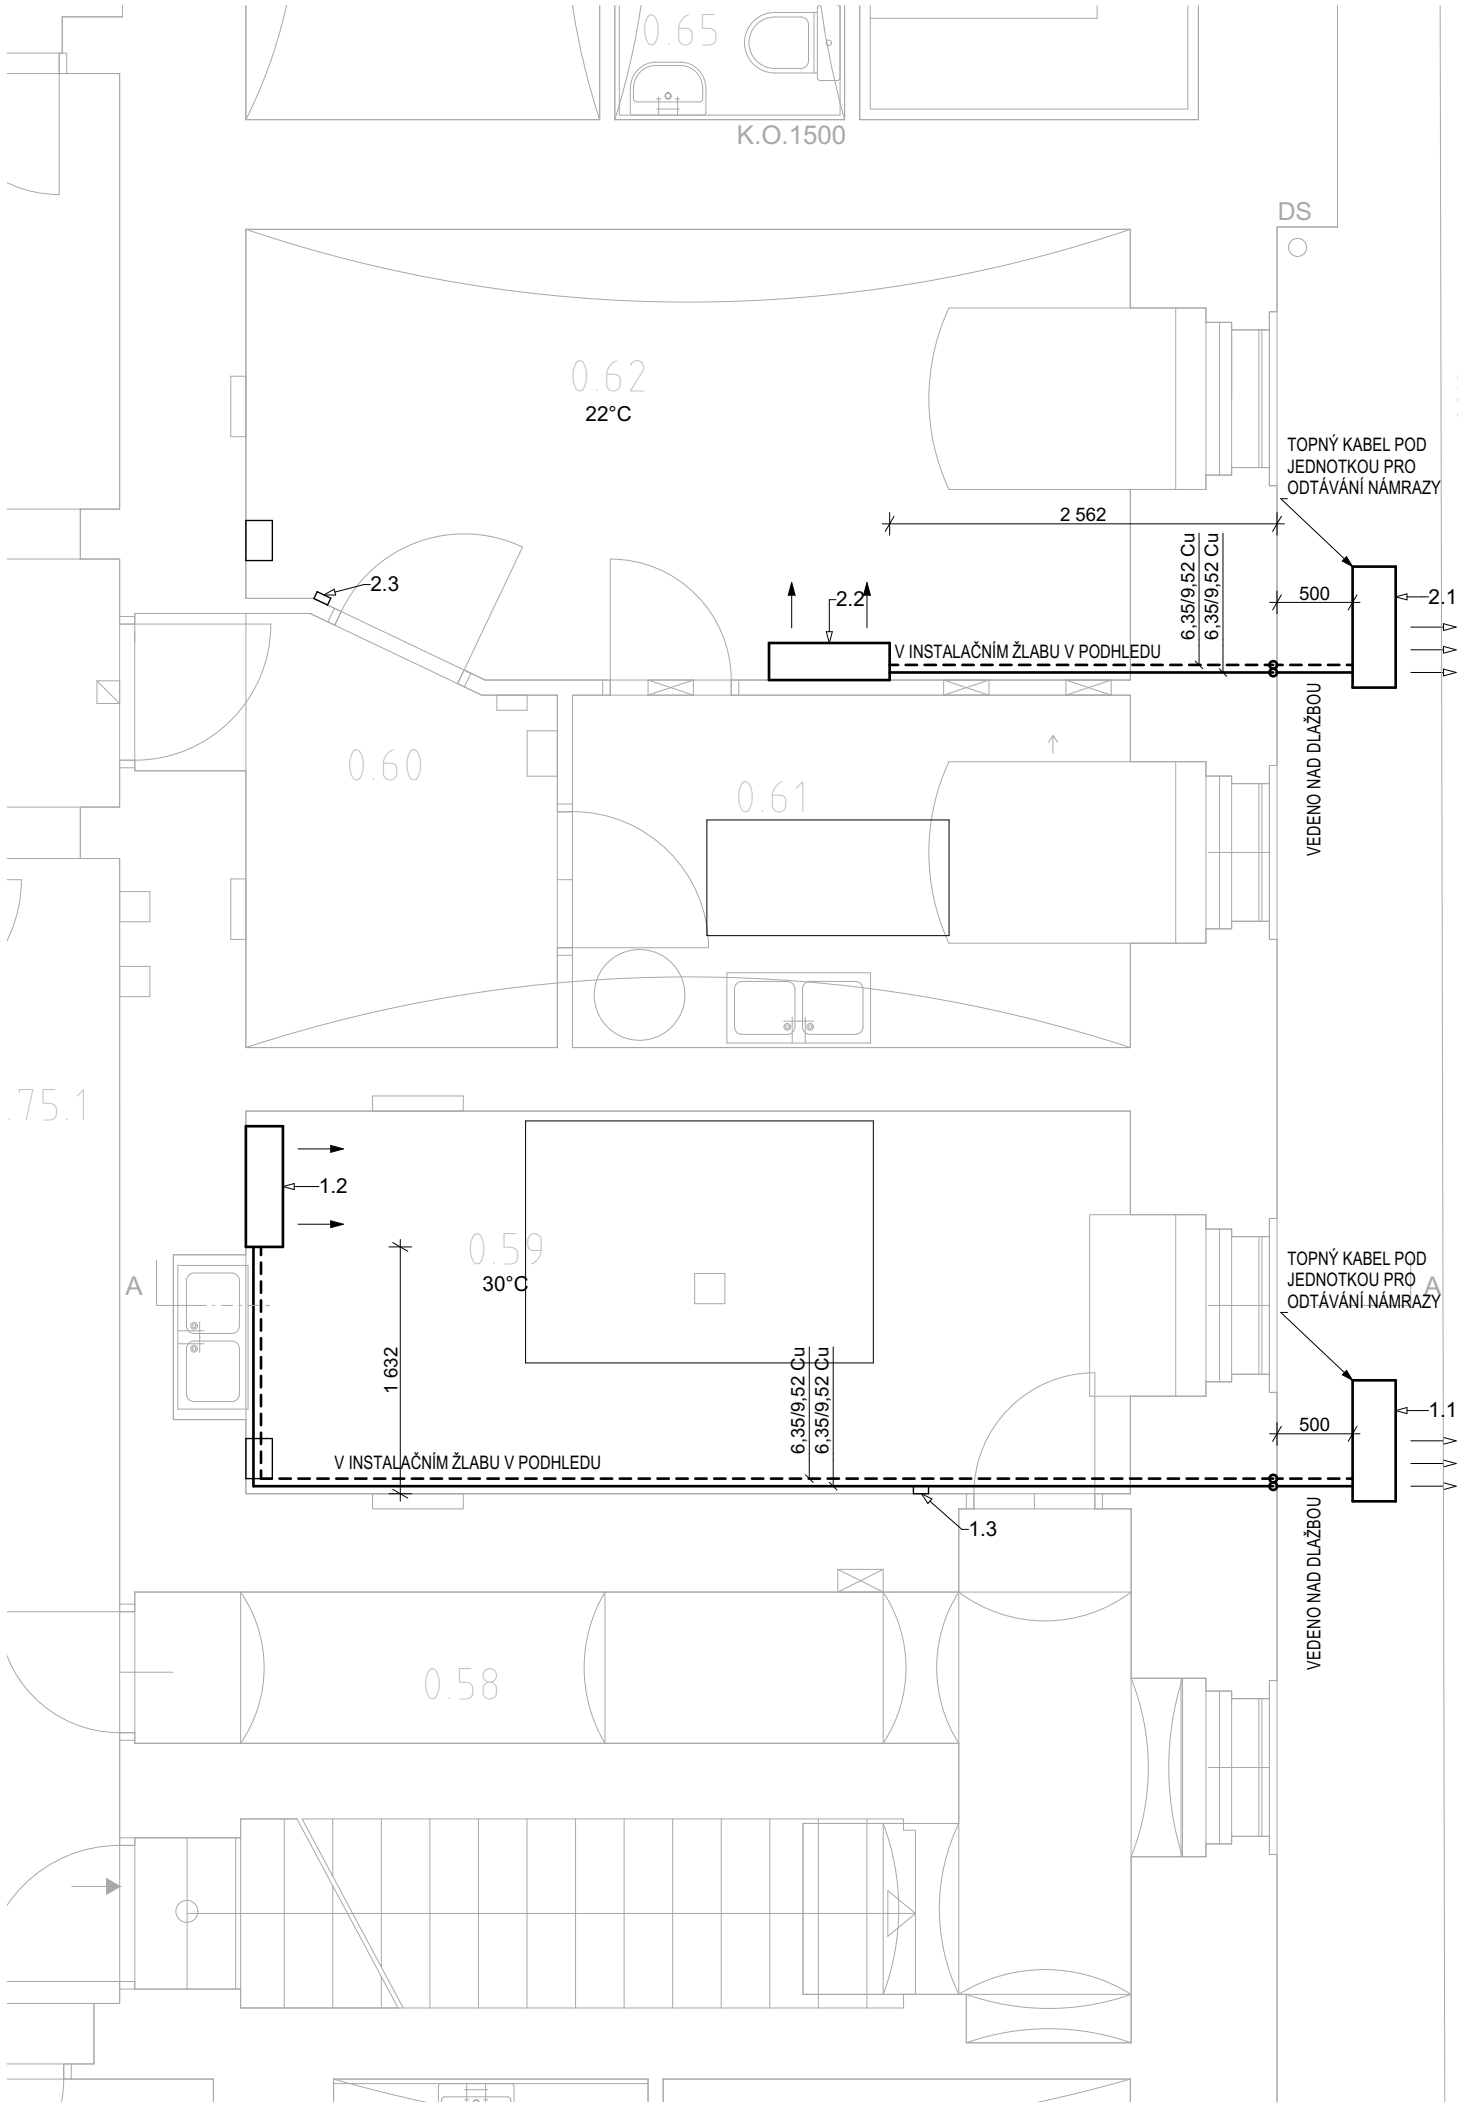 0.65
K.O.1500
DS
0.62
22°C
TOPNÝ KABEL POD
JEDNOTKOU PRO
ODTÁVÁNÍ NÁMRAZY
2 562
6,35/9,52 Cu
6,35/9,52 Cu
2.3
2.2
500
2.1
V INSTALAČNÍM ŽLABU V PODHLEDU
VEDENO NAD DLAŽBOU
0.60
0.61
.75.1
1.2
0.59
30°C
A
TOPNÝ KABEL POD
JEDNOTKOU PRO
ODTÁVÁNÍ NÁMRAZY
A
1 632
6,35/9,52 Cu
6,35/9,52 Cu
500
1.1
V INSTALAČNÍM ŽLABU V PODHLEDU
1.3
VEDENO NAD DLAŽBOU
0.58